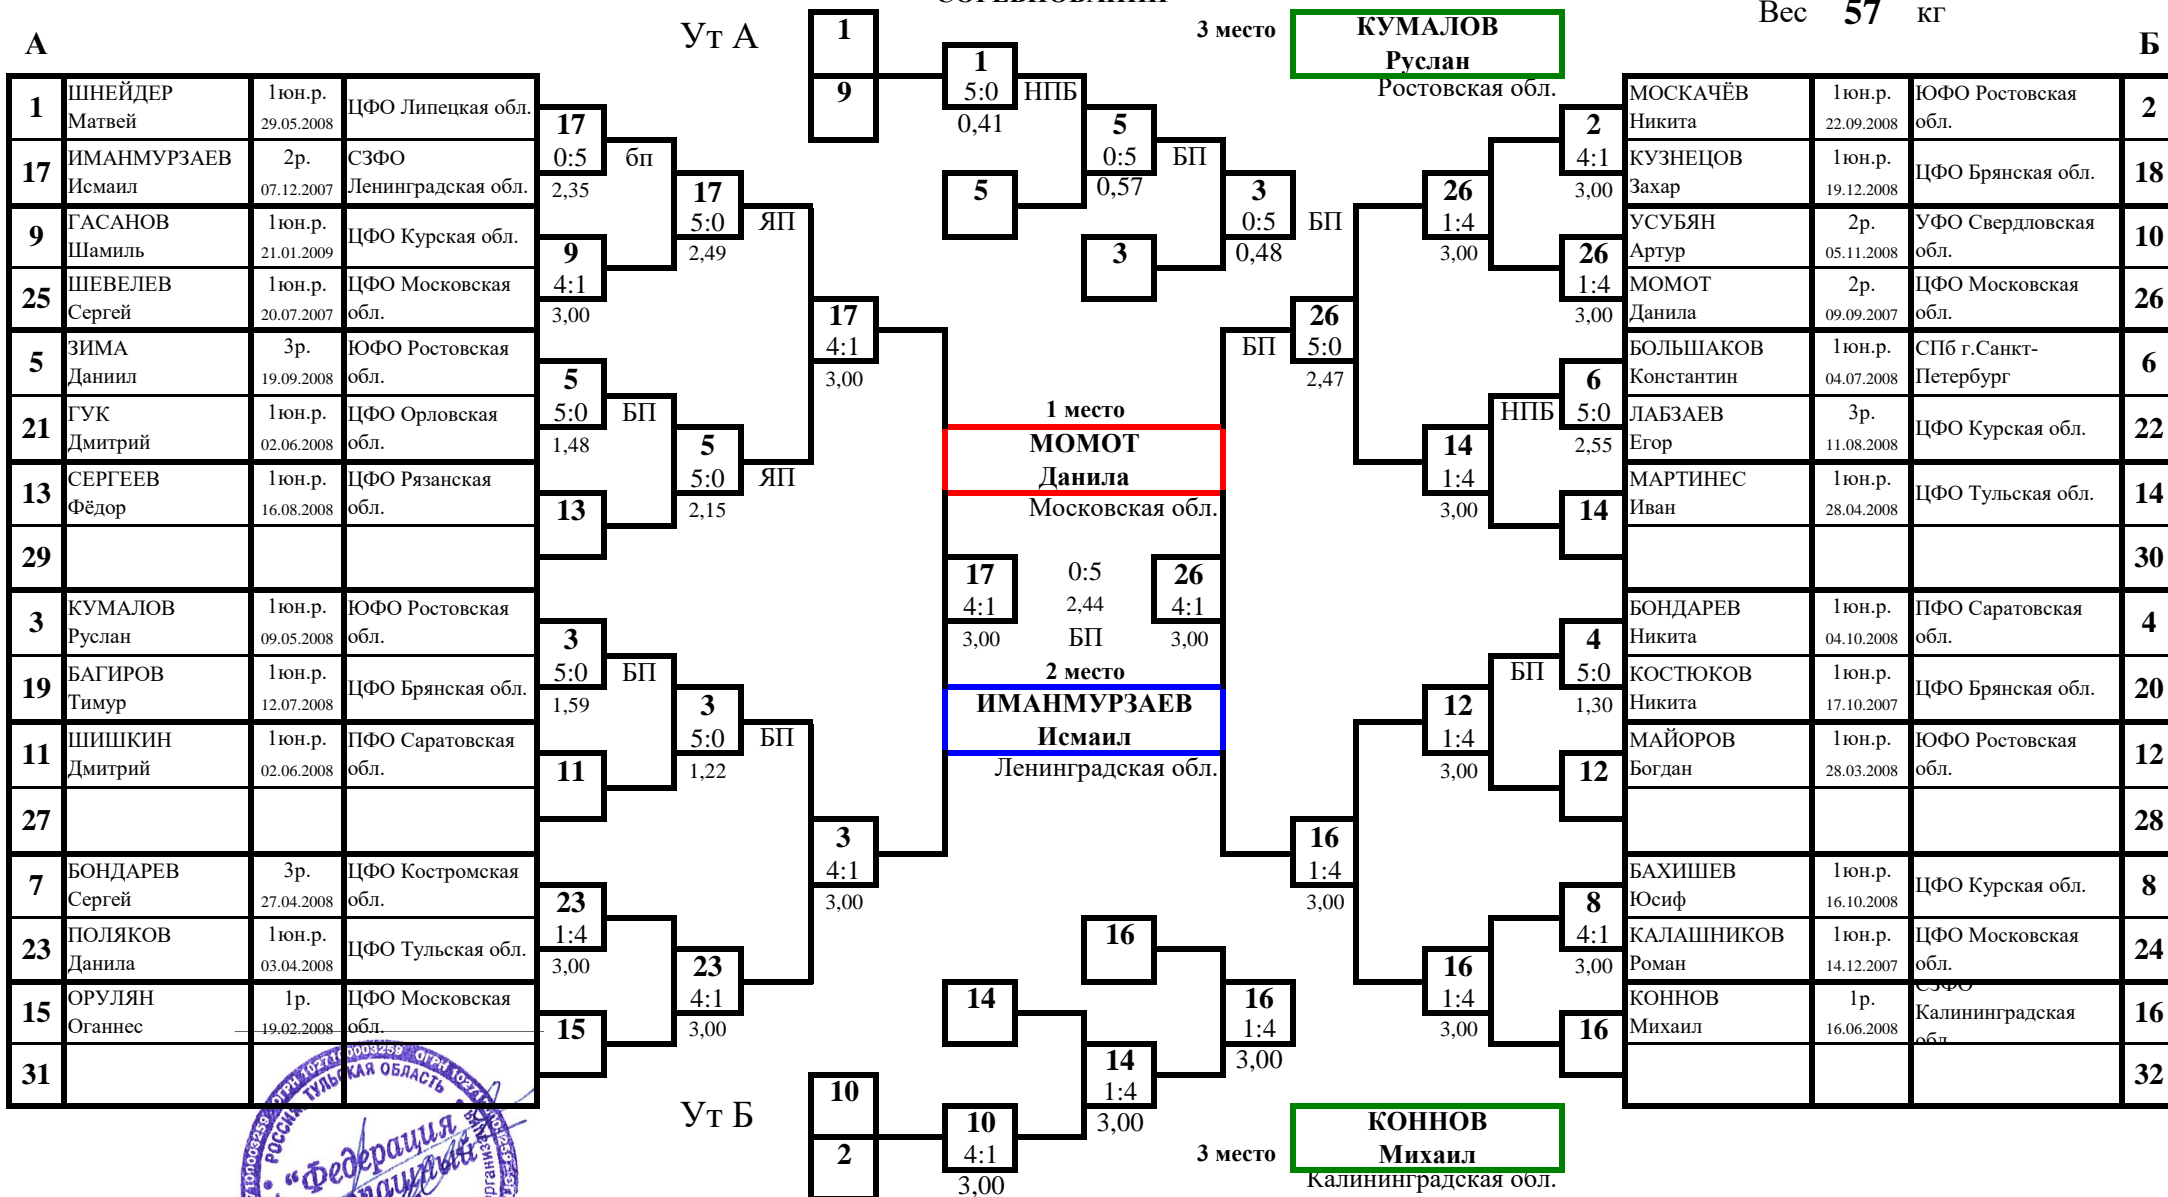 Вес 57 кг
А
Ут А
Б
1 ШНЕЙДЕР Матвей 1юн.р. 29.05.2008 ЦФО Липецкая обл.
17 ИМАНМУРЗАЕВ Исмаил 2р. 07.12.2007 СЗФО Ленинградская обл.
9 ГАСАНОВ Шамиль 1юн.р. 21.01.2009 ЦФО Курская обл.
25 ШЕВЕЛЕВ Сергей 1юн.р. 20.07.2007 ЦФО Московская обл.
5 ЗИМА Даниил 3р. 19.09.2008 ЮФО Ростовская обл.
21 ГУК Дмитрий 1юн.р. 02.06.2008 ЦФО Орловская обл.
13 СЕРГЕЕВ Фёдор 1юн.р. 16.08.2008 ЦФО Рязанская обл.
29
3 КУМАЛОВ Руслан 1юн.р. 09.05.2008 ЮФО Ростовская обл.
19 БАГИРОВ Тимур 1юн.р. 12.07.2008 ЦФО Брянская обл.
11 ШИШКИН Дмитрий 1юн.р. 02.06.2008 ПФО Саратовская обл.
27
7 БОНДАРЕВ Сергей 3р. 27.04.2008 ЦФО Костромская обл.
23 ПОЛЯКОВ Данила 1юн.р. 03.04.2008 ЦФО Тульская обл.
15 ОРУЛЯН Оганнес 1р. 19.02.2008 ЦФО Московская обл.
31
17 0:5 2,35 бп
9 4:1 3,00
5 5:0 1,48 БП
13
3 5:0 1,59 БП
11
23 1:4 3,00
15
17 5:0 2,49 ЯП
5 5:0 2,15 ЯП
3 5:0 1,22 БП
23 4:1 3,00
17 4:1 3,00
3 4:1 3,00
1
9
1 5:0 0,41 НПБ
5
5 0:5 0,57 БП
3
3 0:5 0,48 БП
3 место
КУМАЛОВ
Руслан
Ростовская обл.
1 место
МОМОТ
Данила
Московская обл.
17 4:1 3,00
0:5
2,44
БП
26 4:1 3,00
2 место
ИМАНМУРЗАЕВ
Исмаил
Ленинградская обл.
26 5:0 2,47 БП
16 1:4 3,00
26 1:4 3,00
14 1:4 3,00
12 1:4 3,00
16 1:4 3,00
2 4:1 3,00
26 1:4 3,00
6 5:0 2,55 НПБ
14
4 5:0 1,30 БП
12
8 4:1 3,00
16
МОСКАЧЁВ Никита 1юн.р. 22.09.2008 ЮФО Ростовская обл. 2
КУЗНЕЦОВ Захар 1юн.р. 19.12.2008 ЦФО Брянская обл. 18
УСУБЯН Артур 2р. 05.11.2008 УФО Свердловская обл. 10
МОМОТ Данила 2р. 09.09.2007 ЦФО Московская обл. 26
БОЛЬШАКОВ Константин 1юн.р. 04.07.2008 СПб г.Санкт-Петербург 6
ЛАБЗАЕВ Егор 3р. 11.08.2008 ЦФО Курская обл. 22
МАРТИНЕС Иван 1юн.р. 28.04.2008 ЦФО Тульская обл. 14
30
БОНДАРЕВ Никита 1юн.р. 04.10.2008 ПФО Саратовская обл. 4
КОСТЮКОВ Никита 1юн.р. 17.10.2007 ЦФО Брянская обл. 20
МАЙОРОВ Богдан 1юн.р. 28.03.2008 ЮФО Ростовская обл. 12
28
БАХИШЕВ Юсиф 1юн.р. 16.10.2008 ЦФО Курская обл. 8
КАЛАШНИКОВ Роман 1юн.р. 14.12.2007 ЦФО Московская обл. 24
КОННОВ Михаил 1р. 16.06.2008 СЗФО Калининградская обл. 16
32
Ут Б
10
2
10 4:1 3,00
14
14 1:4 3,00
16
16 1:4 3,00
3 место
КОННОВ
Михаил
Калининградская обл.
РОССИЯ ТУЛЬСКАЯ ОБЛАСТЬ
"Федерация